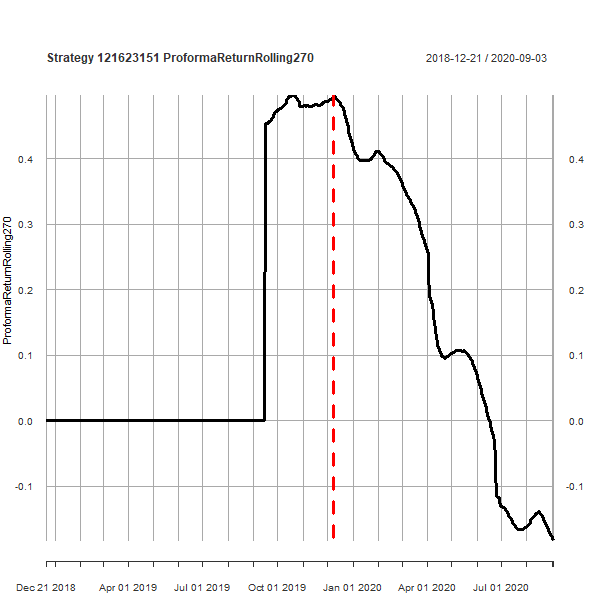 Strategy 121623151 ProformaReturnRolling270
2018-12-21 / 2020-09-03
ProformaReturnRolling270
0.4 0.4
0.3 0.3
0.2 0.2
0.1 0.1
0.0 0.0
-0.1 -0.1
Dec 21 2018 Apr 01 2019 Jul 01 2019 Oct 01 2019 Jan 01 2020 Apr 01 2020 Jul 01 2020